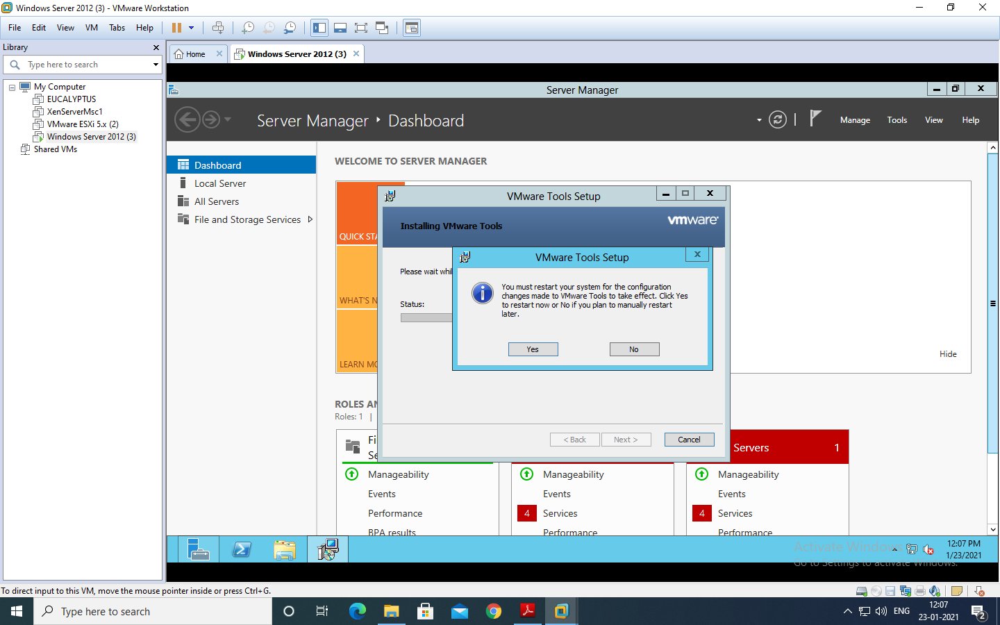 Windows Server 2012 (3) - VMware Workstation
File Edit View VM Tabs Help
Library
Type here to search
My Computer
EUCALYPTUS
XenServerMsc1
VMware ESXi 5.x (2)
Windows Server 2012 (3)
Shared VMs
Home
Windows Server 2012 (3)
Server Manager
Server Manager Dashboard
Manage Tools View Help
Dashboard
Local Server
All Servers
File and Storage Services
WELCOME TO SERVER MANAGER
QUICK STA
WHAT'S N
LEARN MO
Hide
VMware Tools Setup
Installing VMware Tools
vmware
Please wait whil
Status:
VMware Tools Setup
You must restart your system for the configuration
changes made to VMware Tools to take effect. Click Yes
to restart now or No if you plan to manually restart
later.
Yes No
< Back Next > Cancel
ROLES AN
Roles: 1 |
Fi
Se
Manageability
Events
Performance
BPA results
Manageability
Events
4 Services
Performance
Servers 1
Manageability
Events
4 Services
Performance
Activate Windows
Go to Settings to activate Windows.
12:07 PM
1/23/2021
To direct input to this VM, move the mouse pointer inside or press Ctrl+G.
Type here to search
ENG
12:07
23-01-2021
2